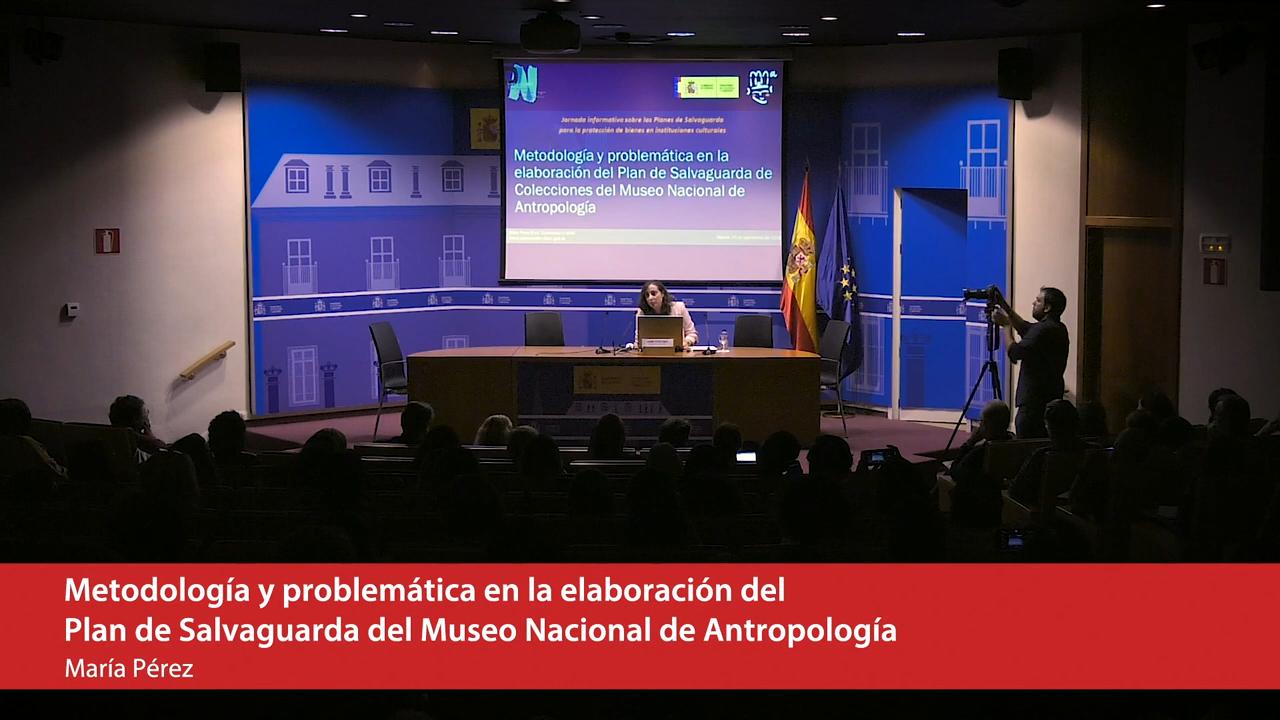 Jornada informativa sobre los Planes de Salvaguarda
para la protección de bienes en instituciones culturales
Metodología y problemática en la
elaboración del Plan de Salvaguarda de
Colecciones del Museo Nacional de
Antropología
Metodología y problemática en la elaboración del
Plan de Salvaguarda del Museo Nacional de Antropología
María Pérez